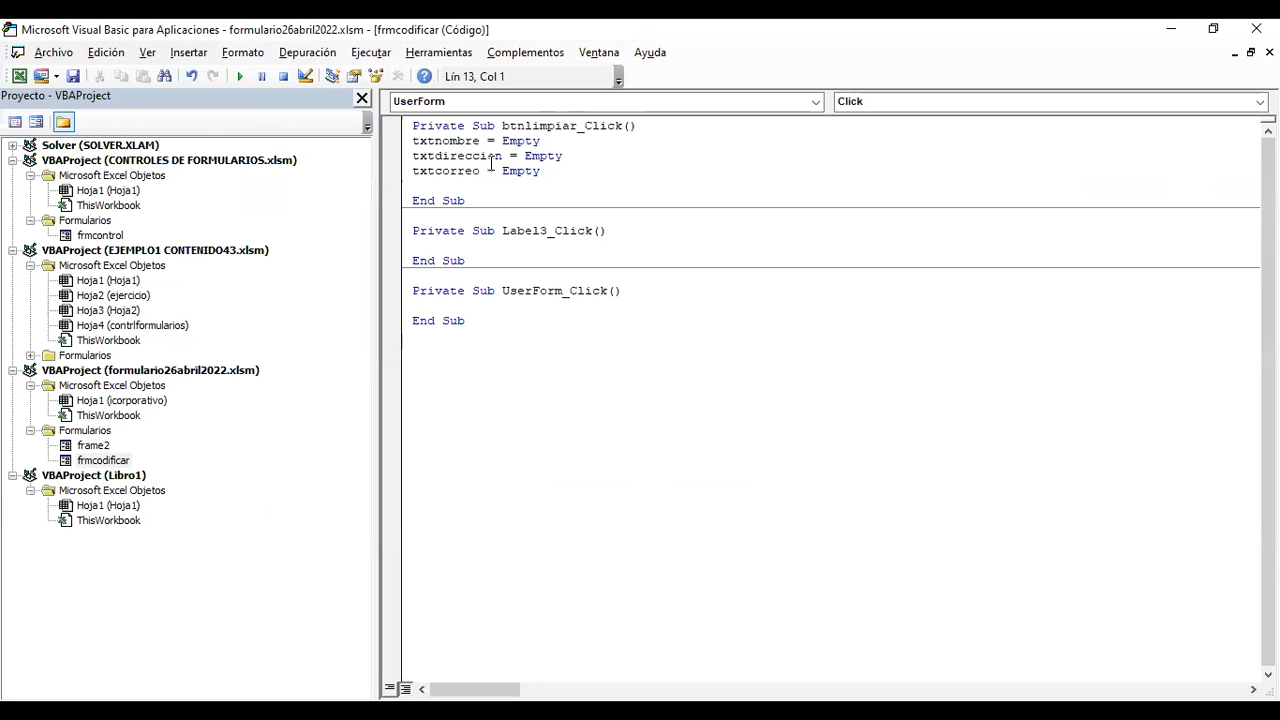 Microsoft Visual Basic para Aplicaciones - formulario26abril2022.xlsm - [frmcodificar (Código)]
Archivo Edición Ver Insertar Formato Depuración Ejecutar Herramientas Complementos Ventana Ayuda
Lín 13, Col 1
Proyecto - VBAProject
Solver (SOLVER.XLAM)
VBAProject (CONTROLES DE FORMULARIOS.xlsm)
Microsoft Excel Objetos
Hoja1 (Hoja1)
ThisWorkbook
Formularios
frmcontrol
VBAProject (EJEMPLO1 CONTENIDO43.xlsm)
Microsoft Excel Objetos
Hoja1 (Hoja1)
Hoja2 (ejercicio)
Hoja3 (Hoja2)
Hoja4 (contrlformularios)
ThisWorkbook
Formularios
VBAProject (formulario26abril2022.xlsm)
Microsoft Excel Objetos
Hoja1 (icorporativo)
ThisWorkbook
Formularios
frame2
frmcodificar
VBAProject (Libro1)
Microsoft Excel Objetos
Hoja1 (Hoja1)
ThisWorkbook
UserForm
Click
Private Sub btnlimpiar_Click()
txtnombre = Empty
txtdireccion = Empty
txtcorreo = Empty
End Sub
Private Sub Label3_Click()
End Sub
Private Sub UserForm_Click()
End Sub